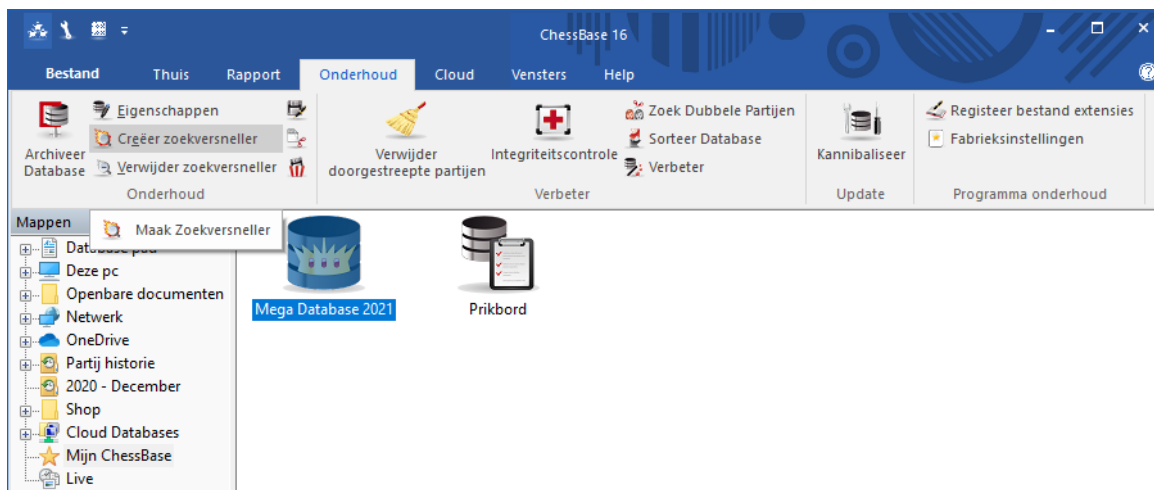 ChessBase 16
Bestand Thuis Rapport Onderhoud Cloud Vensters Help
Archiveer Database
Eigenschappen
Creëer zoekversneller
Verwijder zoekversneller
Onderhoud
Verwijder doorgestreepte partijen
Integriteitscontrole
Zoek Dubbele Partijen
Sorteer Database
Verbeter
Verbeter
Kannibaliseer
Update
Registeer bestand extensies
Fabrieksinstellingen
Programma onderhoud
Maak Zoekversneller
Mappen
Database pad
Deze pc
Openbare documenten
Netwerk
OneDrive
Partij historie
2020 - December
Shop
Cloud Databases
Mijn ChessBase
Live
Mega Database 2021
Prikbord